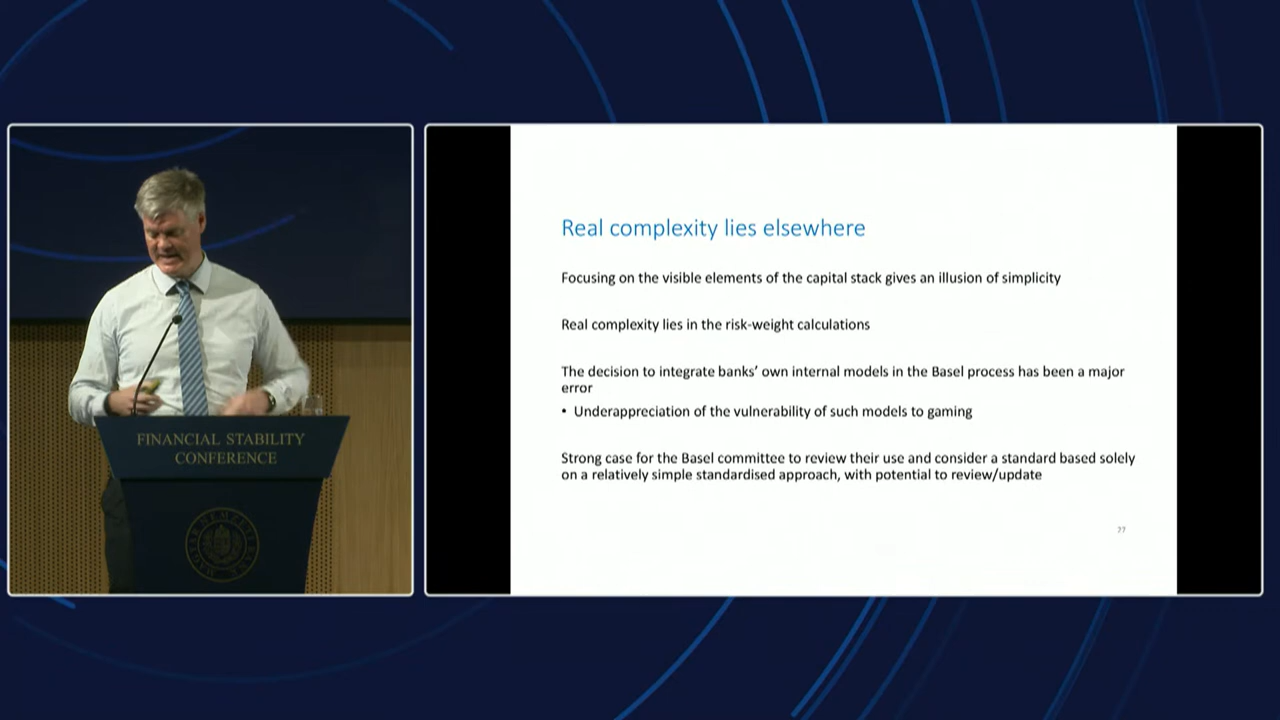 FINANCIAL STABILITY
CONFERENCE
MAGYAR NEMZETI BANK
Real complexity lies elsewhere
Focusing on the visible elements of the capital stack gives an illusion of simplicity
Real complexity lies in the risk-weight calculations
The decision to integrate banks’ own internal models in the Basel process has been a major
error
• Underappreciation of the vulnerability of such models to gaming
Strong case for the Basel committee to review their use and consider a standard based solely
on a relatively simple standardised approach, with potential to review/update